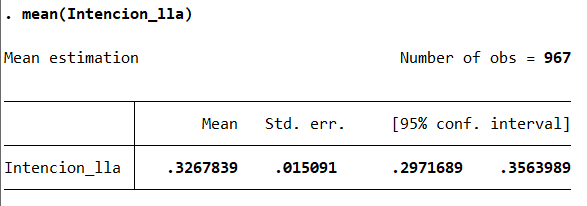 . mean(Intencion_lla)
Mean estimation Number of obs = 967
Mean Std. err. [95% conf. interval]
Intencion_lla .3267839 .015091 .2971689 .3563989